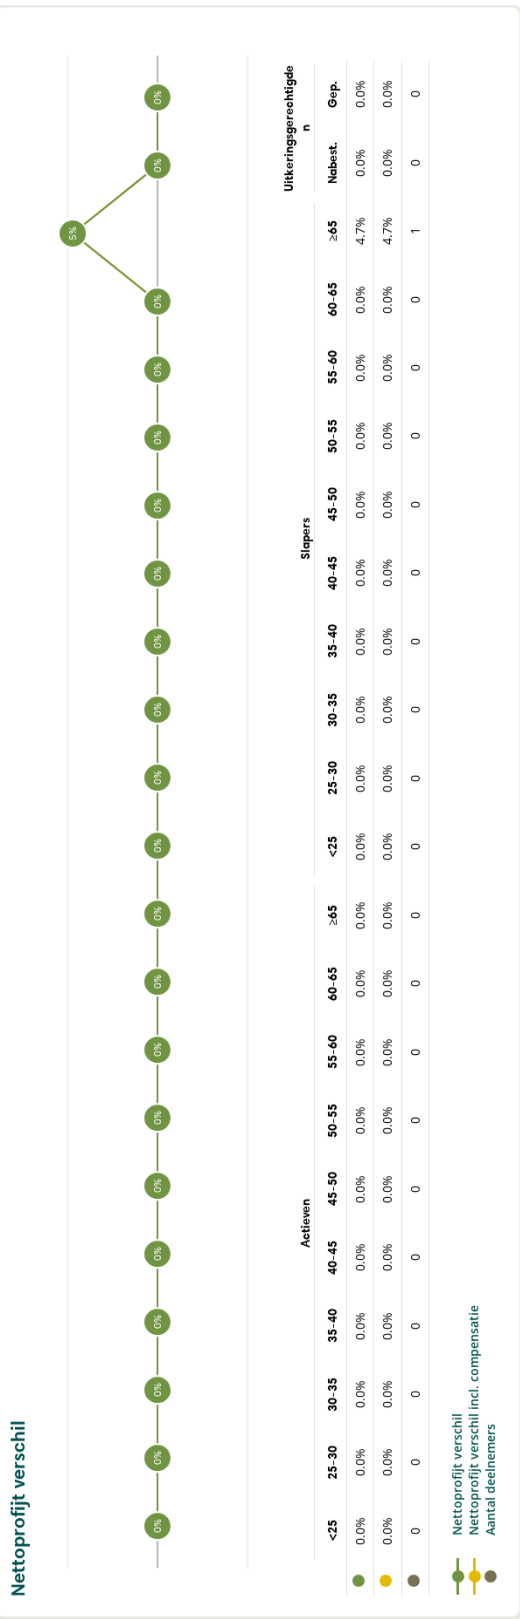 Nettoprofijt verschil
0% 0% 0% 0% 0% 0% 0% 0% 0% 0% 0% 0% 0% 0% 0% 0% 0% 0% 0% 5% 0% 0%
Actieven Slapers Uitkeringsgerechtigde
n
<25 25-30 30-35 35-40 40-45 45-50 50-55 55-60 60-65 ≥65 <25 25-30 30-35 35-40 40-45 45-50 50-55 55-60 60-65 ≥65 Nabest. Gep.
0.0% 0.0% 0.0% 0.0% 0.0% 0.0% 0.0% 0.0% 0.0% 0.0% 0.0% 0.0% 0.0% 0.0% 0.0% 0.0% 0.0% 0.0% 0.0% 4.7% 0.0% 0.0%
0.0% 0.0% 0.0% 0.0% 0.0% 0.0% 0.0% 0.0% 0.0% 0.0% 0.0% 0.0% 0.0% 0.0% 0.0% 0.0% 0.0% 0.0% 0.0% 4.7% 0.0% 0.0%
0 0 0 0 0 0 0 0 0 0 0 0 0 0 0 0 0 0 0 1 0 0
Nettoprofijt verschil
Nettoprofijt verschil incl. compensatie
Aantal deelnemers